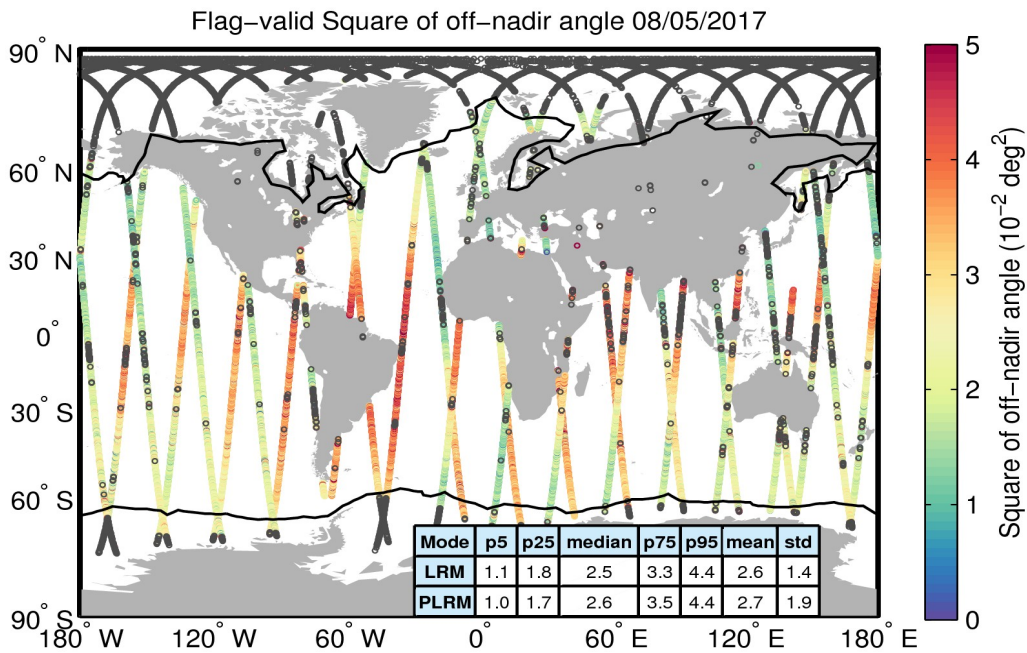 Flag-valid Square of off-nadir angle 08/05/2017
90° N
60° N
30° N
0°
30° S
60° S
90° S
180° W
120° W
60° W
0°
60° E
120° E
180° E
Mode p5 p25 median p75 p95 mean std
LRM 1.1 1.8 2.5 3.3 4.4 2.6 1.4
PLRM 1.0 1.7 2.6 3.5 4.4 2.7 1.9
5
4
3
2
1
0
Square of off-nadir angle (10⁻² deg²)